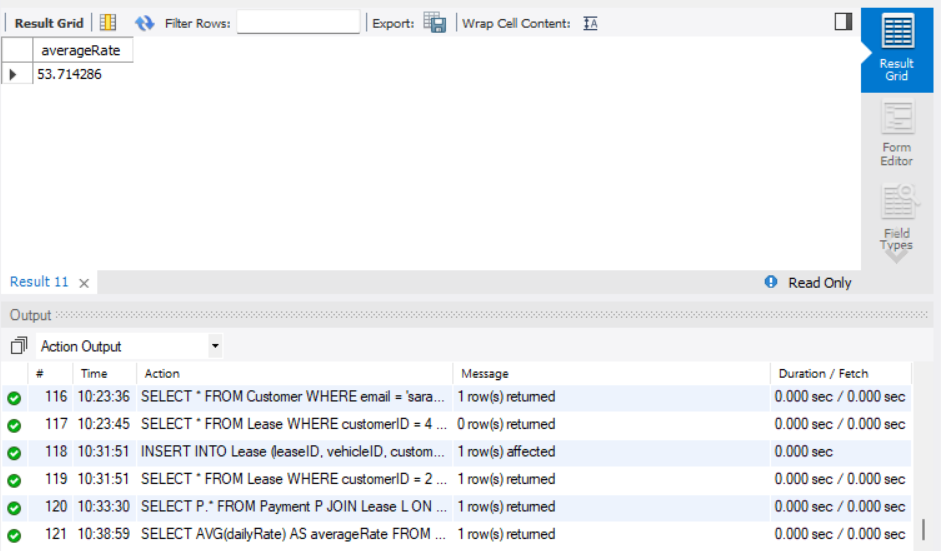 Result Grid Filter Rows: Export: Wrap Cell Content: IA
averageRate
53.714286
Result Grid
Form Editor
Field Types
Result 11 × Read Only
Output
Action Output
# Time Action Message Duration / Fetch
116 10:23:36 SELECT * FROM Customer WHERE email = 'sara... 1 row(s) returned 0.000 sec / 0.000 sec
117 10:23:45 SELECT * FROM Lease WHERE customerID = 4 ... 0 row(s) returned 0.000 sec / 0.000 sec
118 10:31:51 INSERT INTO Lease (leaseID, vehicleID, custom... 1 row(s) affected 0.000 sec
119 10:31:51 SELECT * FROM Lease WHERE customerID = 2 ... 1 row(s) returned 0.000 sec / 0.000 sec
120 10:33:30 SELECT P.* FROM Payment P JOIN Lease L ON ... 1 row(s) returned 0.000 sec / 0.000 sec
121 10:38:59 SELECT AVG(dailyRate) AS averageRate FROM ... 1 row(s) returned 0.000 sec / 0.000 sec